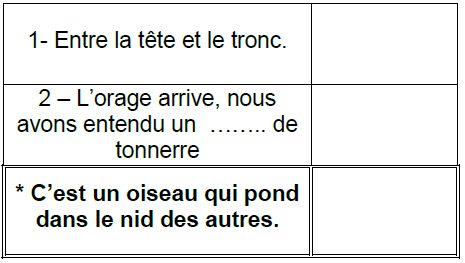 1- Entre la tête et le tronc.
2 – L’orage arrive, nous
avons entendu un …….. de
tonnerre
* C’est un oiseau qui pond
dans le nid des autres.